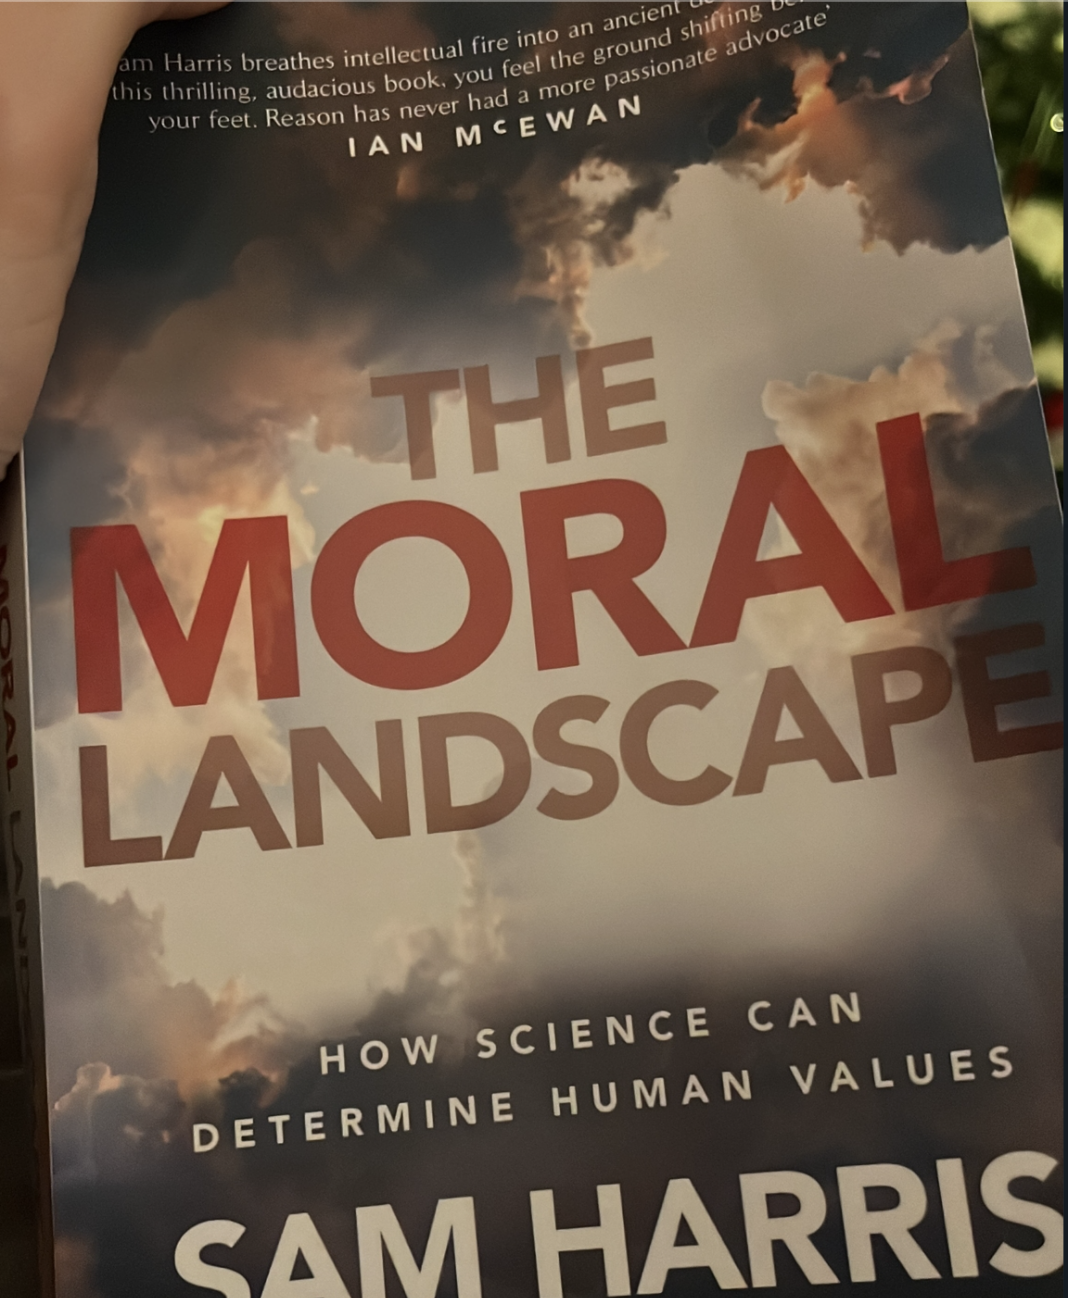 am Harris breathes intellectual fire into an ancient
this thrilling, audacious book, you feel the ground shifting
your feet. Reason has never had a more passionate advocate'
IAN McEWAN
THE
MORAL
LANDSCAPE
HOW SCIENCE CAN
DETERMINE HUMAN VALUES
SAM HARRIS
MORAL LAND